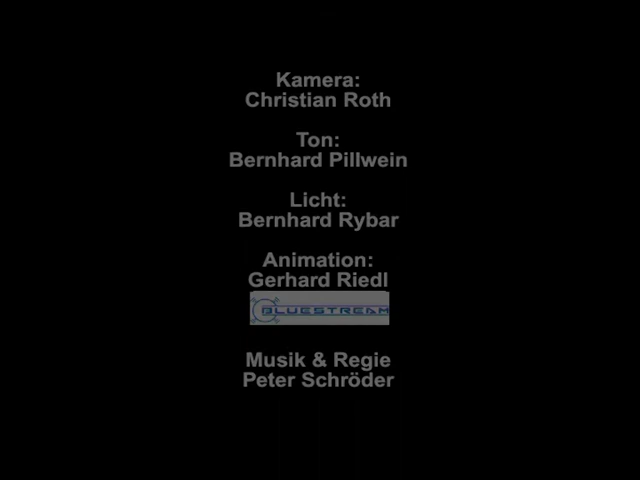 Kamera:
Christian Roth
Ton:
Bernhard Pillwein
Licht:
Bernhard Rybar
Animation:
Gerhard Riedl
BLUESTREAM
Musik & Regie
Peter Schröder